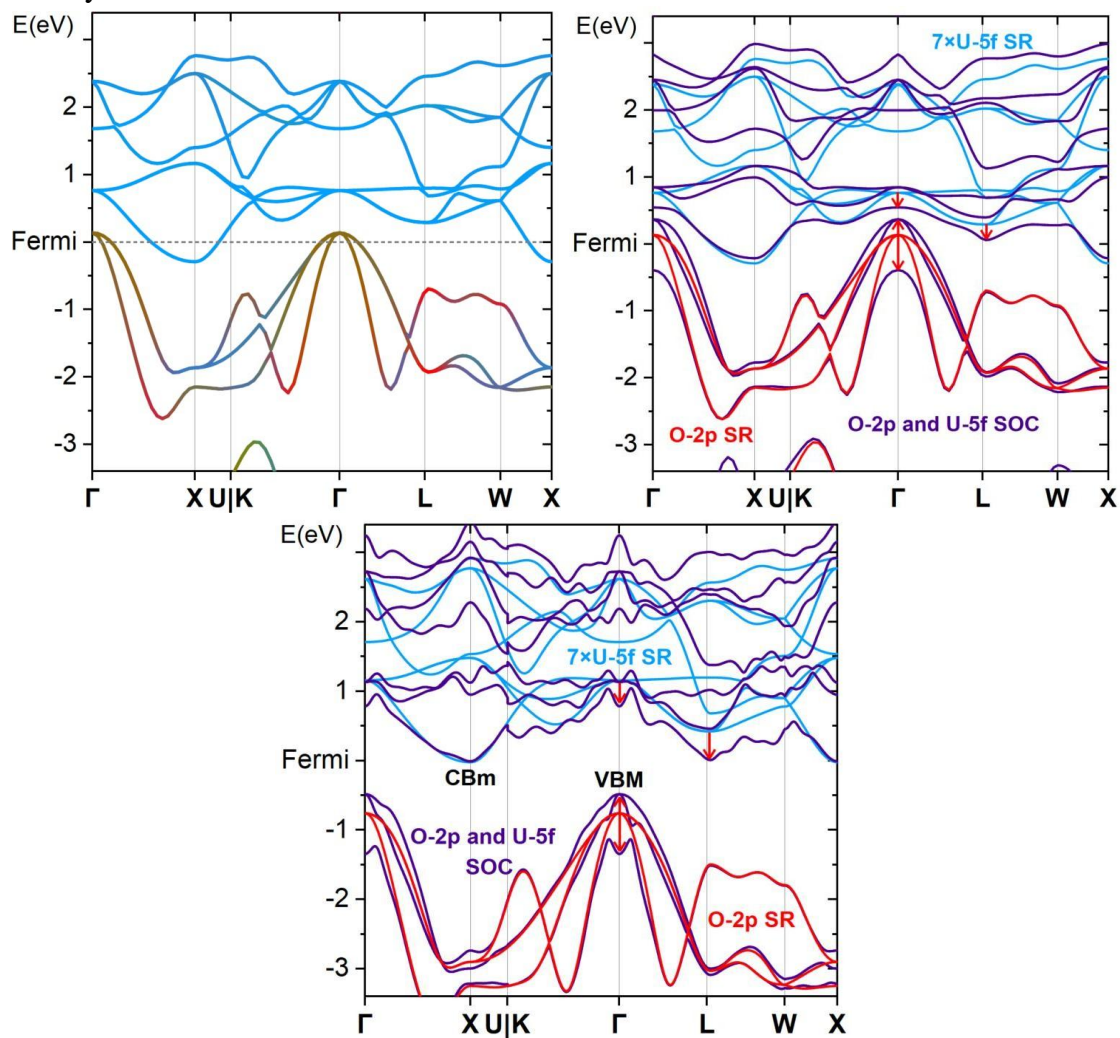 E(eV)
2
1
Fermi
-1
-2
-3
Γ X U|K Γ L W X
E(eV)
7×U-5f SR
2
1
Fermi
-1
-2
O-2p SR
O-2p and U-5f SOC
-3
Γ X U|K Γ L W X
E(eV)
2
7×U-5f SR
1
Fermi
CBm
VBM
-1
O-2p and U-5f
SOC
-2
O-2p SR
-3
Γ X U|K Γ L W X